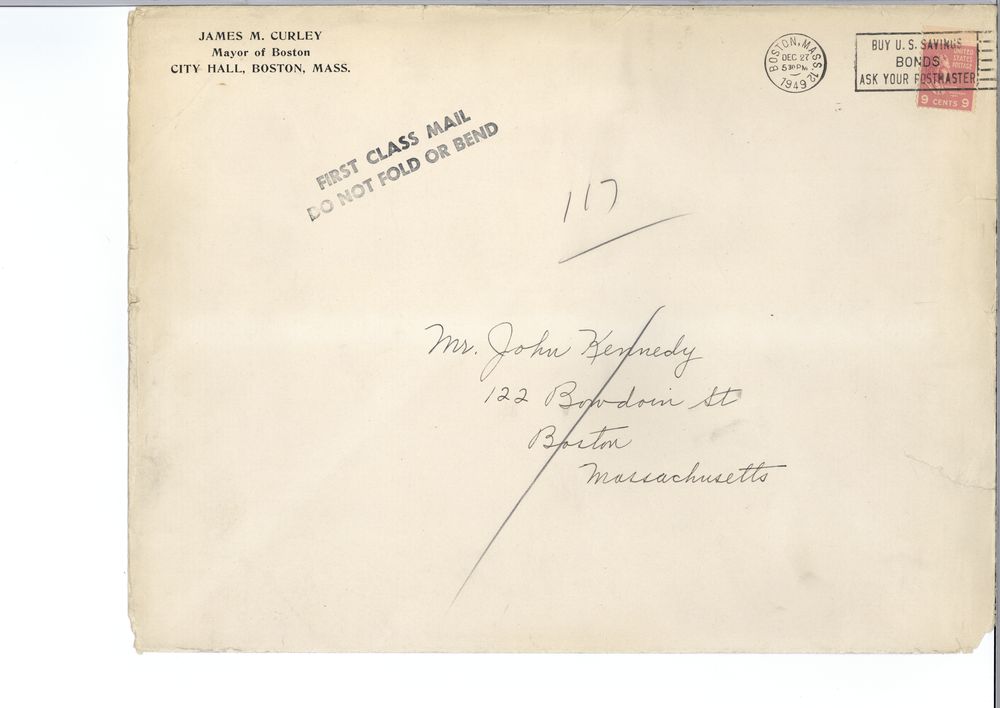 JAMES M. CURLEY
Mayor of Boston
CITY HALL, BOSTON, MASS.
BOSTON, MASS. 12
DEC 27
5 30 PM
1949
BUY U.S. SAVINGS
BONDS
ASK YOUR POSTMASTER
UNITED
STATES
POSTAGE
9 CENTS 9
FIRST CLASS MAIL
DO NOT FOLD OR BEND
117
Mr. John Kennedy
122 Bowdoin St
Boston
Massachusetts